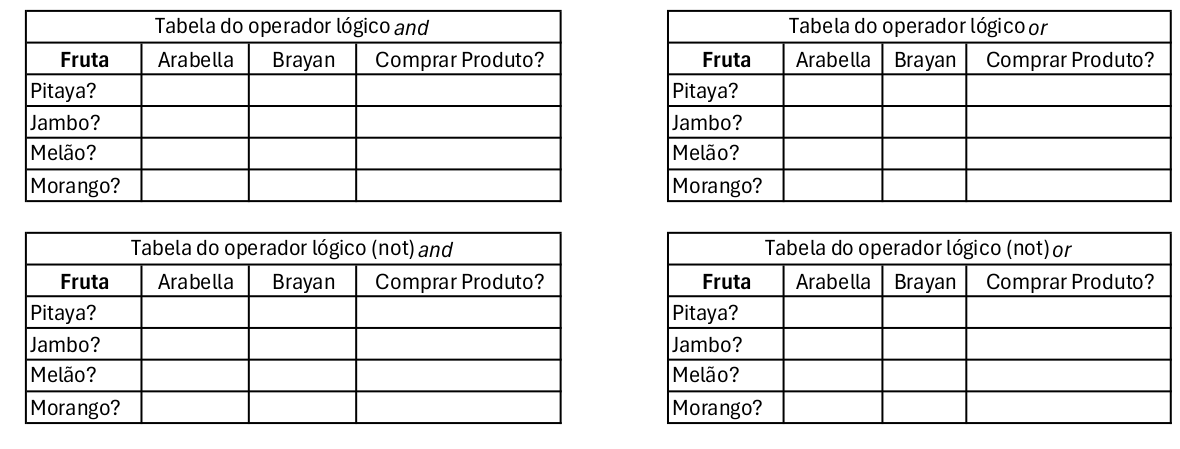 Tabela do operador lógico and
Fruta Arabella Brayan Comprar Produto?
Pitaya?
Jambo?
Melão?
Morango?
Tabela do operador lógico or
Fruta Arabella Brayan Comprar Produto?
Pitaya?
Jambo?
Melão?
Morango?
Tabela do operador lógico (not) and
Fruta Arabella Brayan Comprar Produto?
Pitaya?
Jambo?
Melão?
Morango?
Tabela do operador lógico (not) or
Fruta Arabella Brayan Comprar Produto?
Pitaya?
Jambo?
Melão?
Morango?